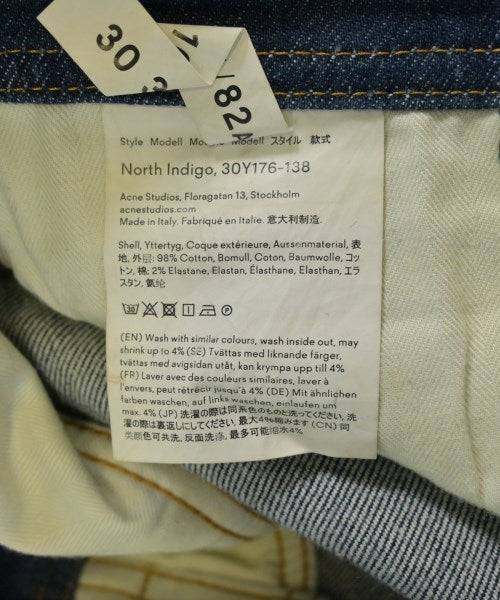 30 3
/82
Style Modell Modell スタイル 款式
North Indigo, 30Y176-138
Acne Studios, Floragatan 13, Stockholm
acnestudios.com
Made in Italy. Fabriqué en Italie. 意大利制造.
Shell, Yttertyg, Coque extérieure, Aussenmaterial, 表
地, 外层: 98% Cotton, Bomull, Coton, Baumwolle, コッ
トン, 棉: 2% Elastane, Elastan, Élasthane, Elasthan, エラ
スタン, 氨纶
(EN) Wash with similar colours, wash inside out, may
shrink up to 4% (SE) Tvättas med liknande färger,
tvättas med avigsidan utåt, kan krympa upp till 4%
(FR) Laver avec des couleurs similaires, laver à
l'envers, peut rétrécir jusqu'à 4% (DE) Mit ähnlichen
farben waschen, auf links waschen, einlaufen um
max. 4% (JP) 洗濯の際は同系色のものと洗ってください, 洗
濯の際は裏返しにしてください, 最大4%縮みます (CN) 同
类颜色可共洗, 反面洗涤, 最多可能缩水4%